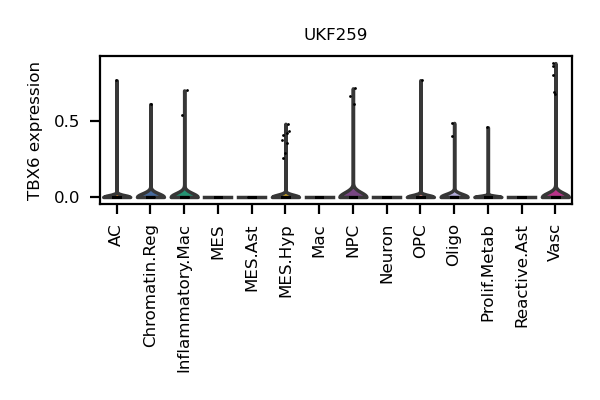 UKF259
TBX6 expression
0.5
0.0
AC
Chromatin.Reg
Inflammatory.Mac
MES
MES.Ast
MES.Hyp
Mac
NPC
Neuron
OPC
Oligo
Prolif.Metab
Reactive.Ast
Vasc